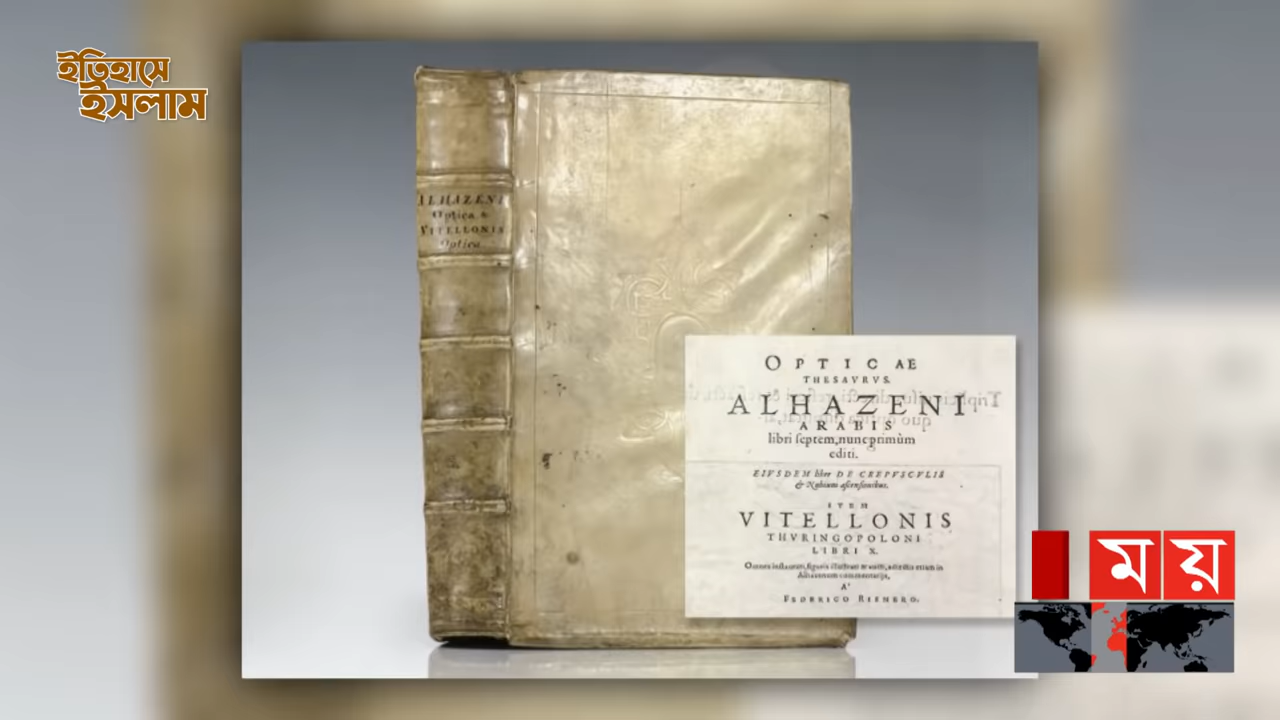 ইতিহাসে
ইসলাম
ALHAZENI
Optica &
VITELLONIS
Optica
OPTICAE
THESAVRVS.
ALHAZENI
ARABIS
libri ſeptem, nunc primùm
editi.
EIVSDEM liber DE CREPVSCVLIS
& Nubium aſcenſionibus.
ITEM
VITELLONIS
THVRINGOPOLONI
LIBRI X.
A'
FEDERICO RISNERO.
ময়